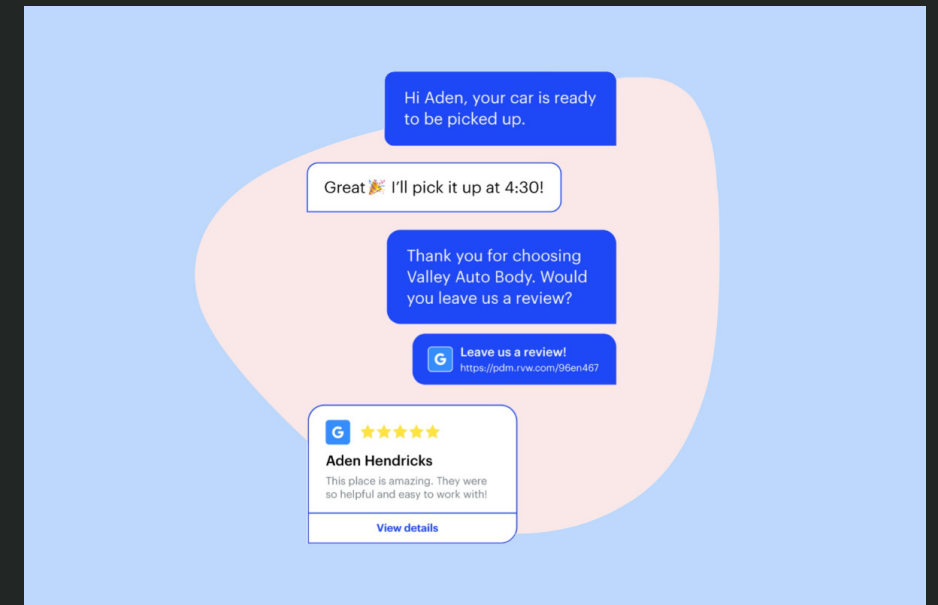 Hi Aden, your car is ready
to be picked up.
Great🎉 I'll pick it up at 4:30!
Thank you for choosing
Valley Auto Body. Would
you leave us a review?
G
Leave us a review!
https://pdm.rvw.com/96en467
G
Aden Hendricks
This place is amazing. They were
so helpful and easy to work with!
View details